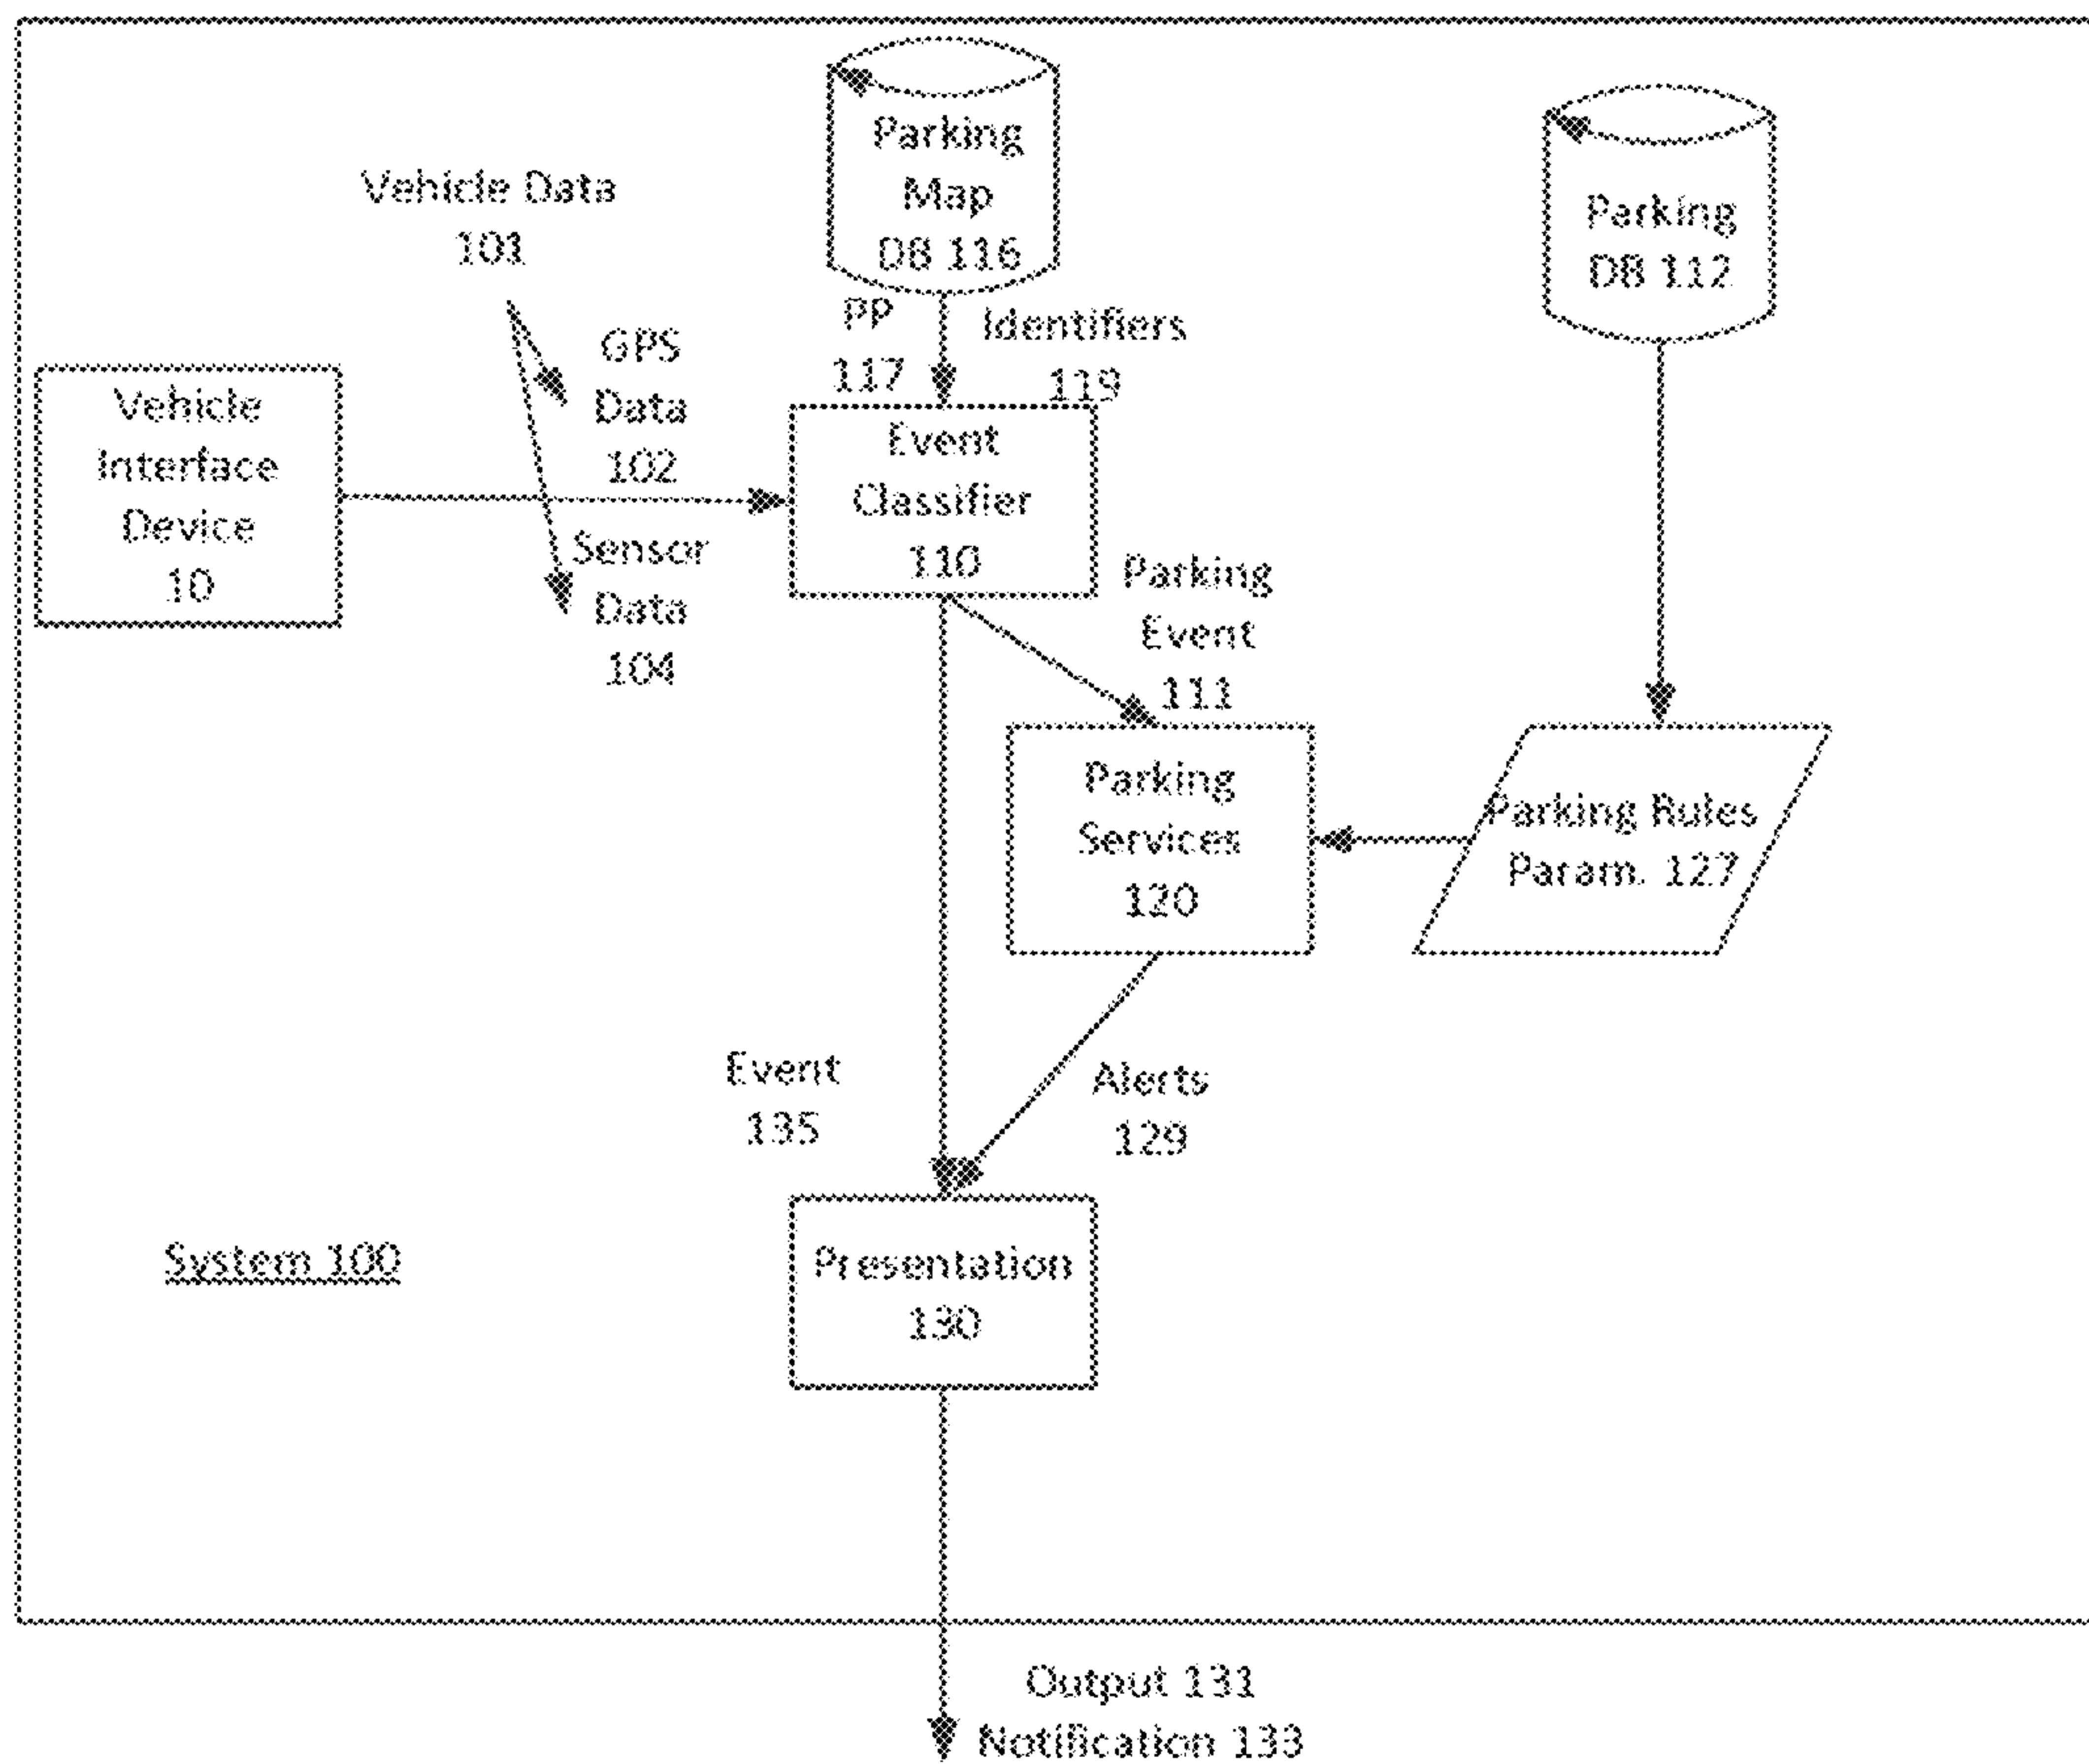 Parking
Map
DB 116
Parking
DB 112
Vehicle Data
101
PP
117
Identifiers
119
GPS
Data
102
Vehicle
Interface
Device
10
Event
Classifier
110
Sensor
Data
104
Parking
Event
111
Parking
Services
120
Parking Rules
Param. 127
Event
135
Alerts
129
System 100
Presentation
130
Output 131
Notification 133